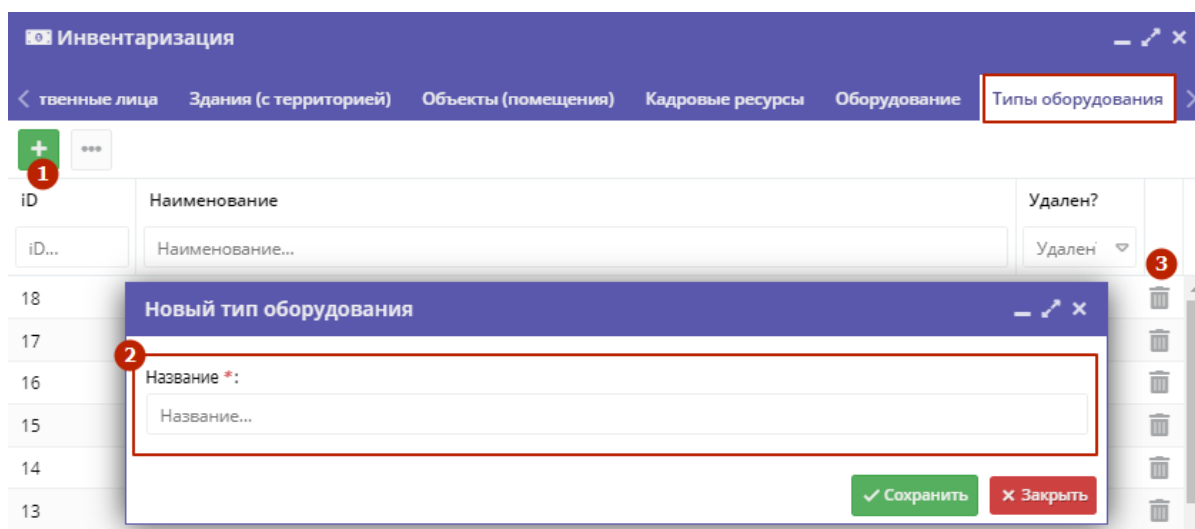 Инвентаризация
твенные лица Здания (с территорией) Объекты (помещения) Кадровые ресурсы Оборудование Типы оборудования
1
iD Наименование Удален?
iD... Наименование... Удален
3
18 Новый тип оборудования
17
2
16 Название *:
15 Название...
14
Сохранить Закрыть
13